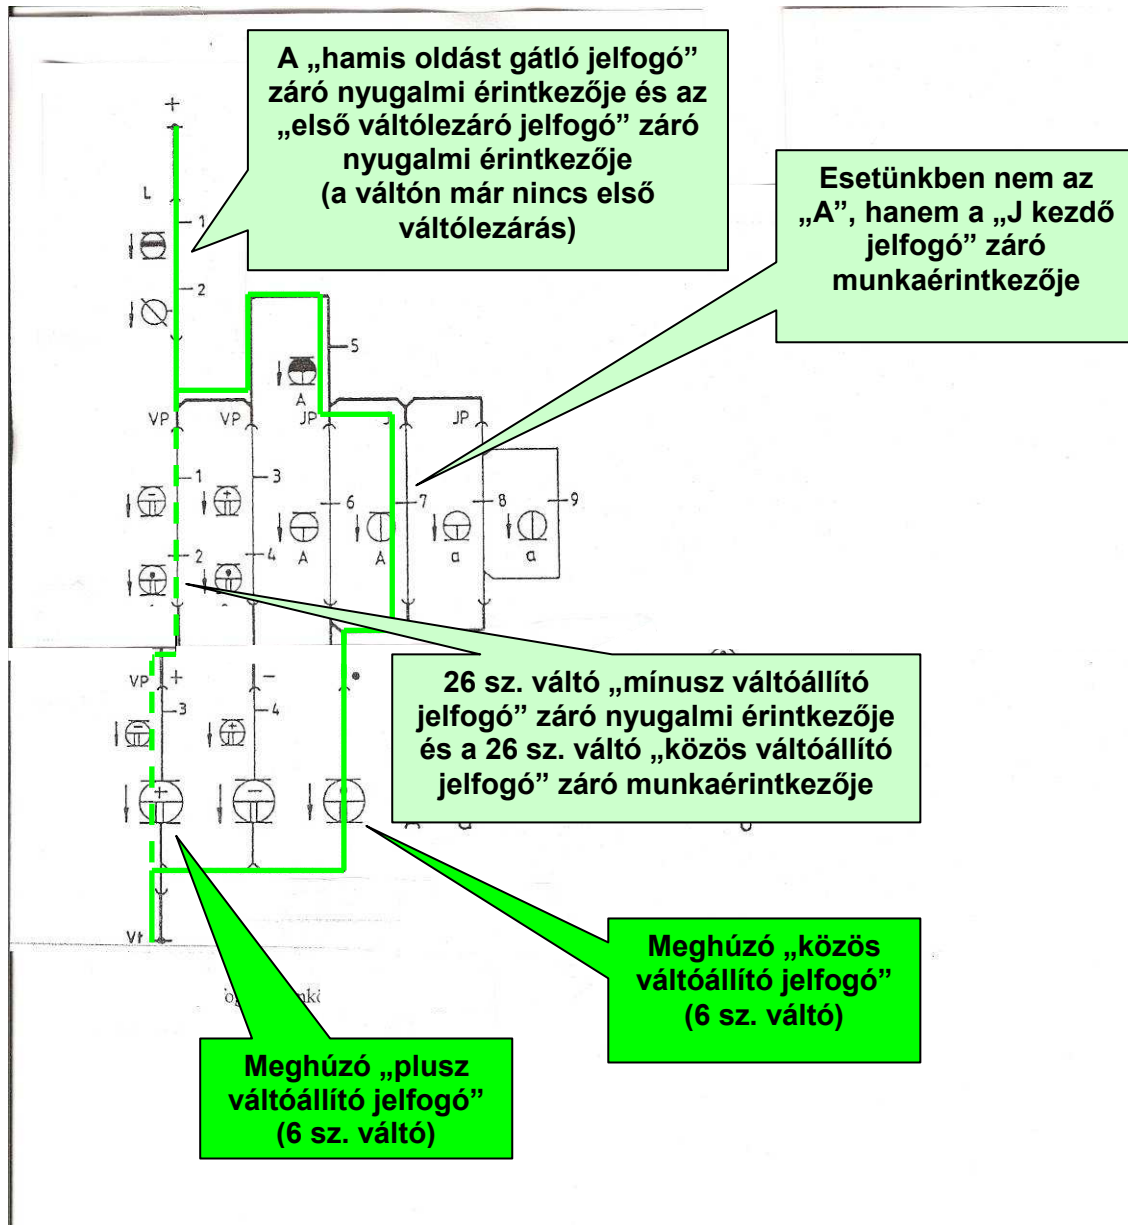 A „hamis oldást gátló jelfogó”
záró nyugalmi érintkezője és az
„első váltólezáró jelfogó” záró
nyugalmi érintkezője
(a váltón már nincs első
váltólezárás)
Esetünkben nem az
„A”, hanem a „J kezdő
jelfogó” záró
munkaérintkezője
+
L
1
2
5
A
VP VP JP J JP
1 3 6 7 8 9
A A a a
2 4
26 sz. váltó „mínusz váltóállító
jelfogó” záró nyugalmi érintkezője
és a 26 sz. váltó „közös váltóállító
jelfogó” záró munkaérintkezője
VP + -
3 4
Vt
Meghúzó „közös
váltóállító jelfogó”
(6 sz. váltó)
Meghúzó „plusz
váltóállító jelfogó”
(6 sz. váltó)